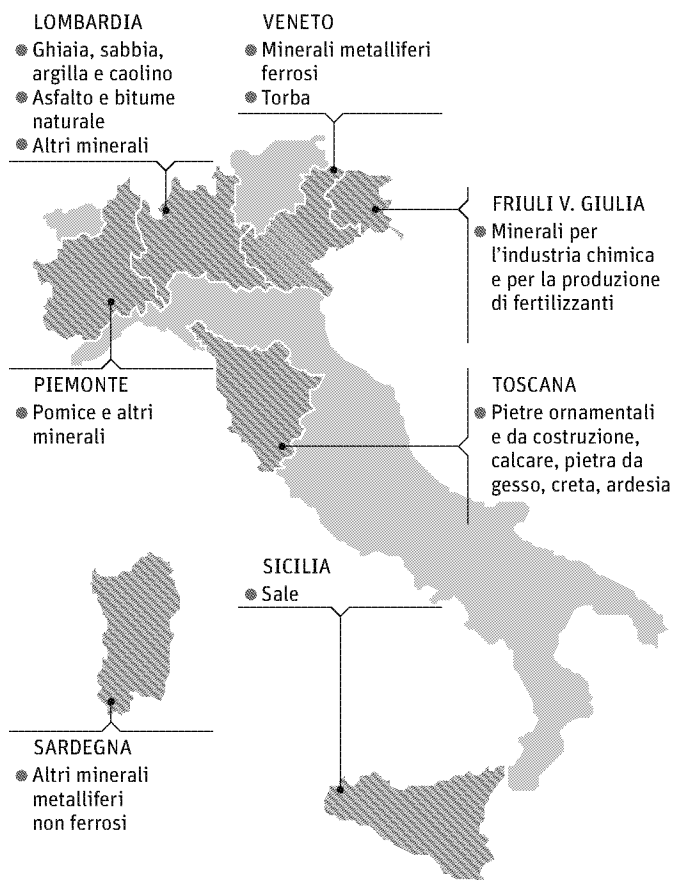 LOMBARDIA
Ghiaia, sabbia,
argilla e caolino
Asfalto e bitume
naturale
Altri minerali
VENETO
Minerali metalliferi
ferrosi
Torba
FRIULI V. GIULIA
Minerali per
l'industria chimica
e per la produzione
di fertilizzanti
PIEMONTE
Pomice e altri
minerali
TOSCANA
Pietre ornamentali
e da costruzione,
calcare, pietra da
gesso, creta, ardesia
SICILIA
Sale
SARDEGNA
Altri minerali
metalliferi
non ferrosi